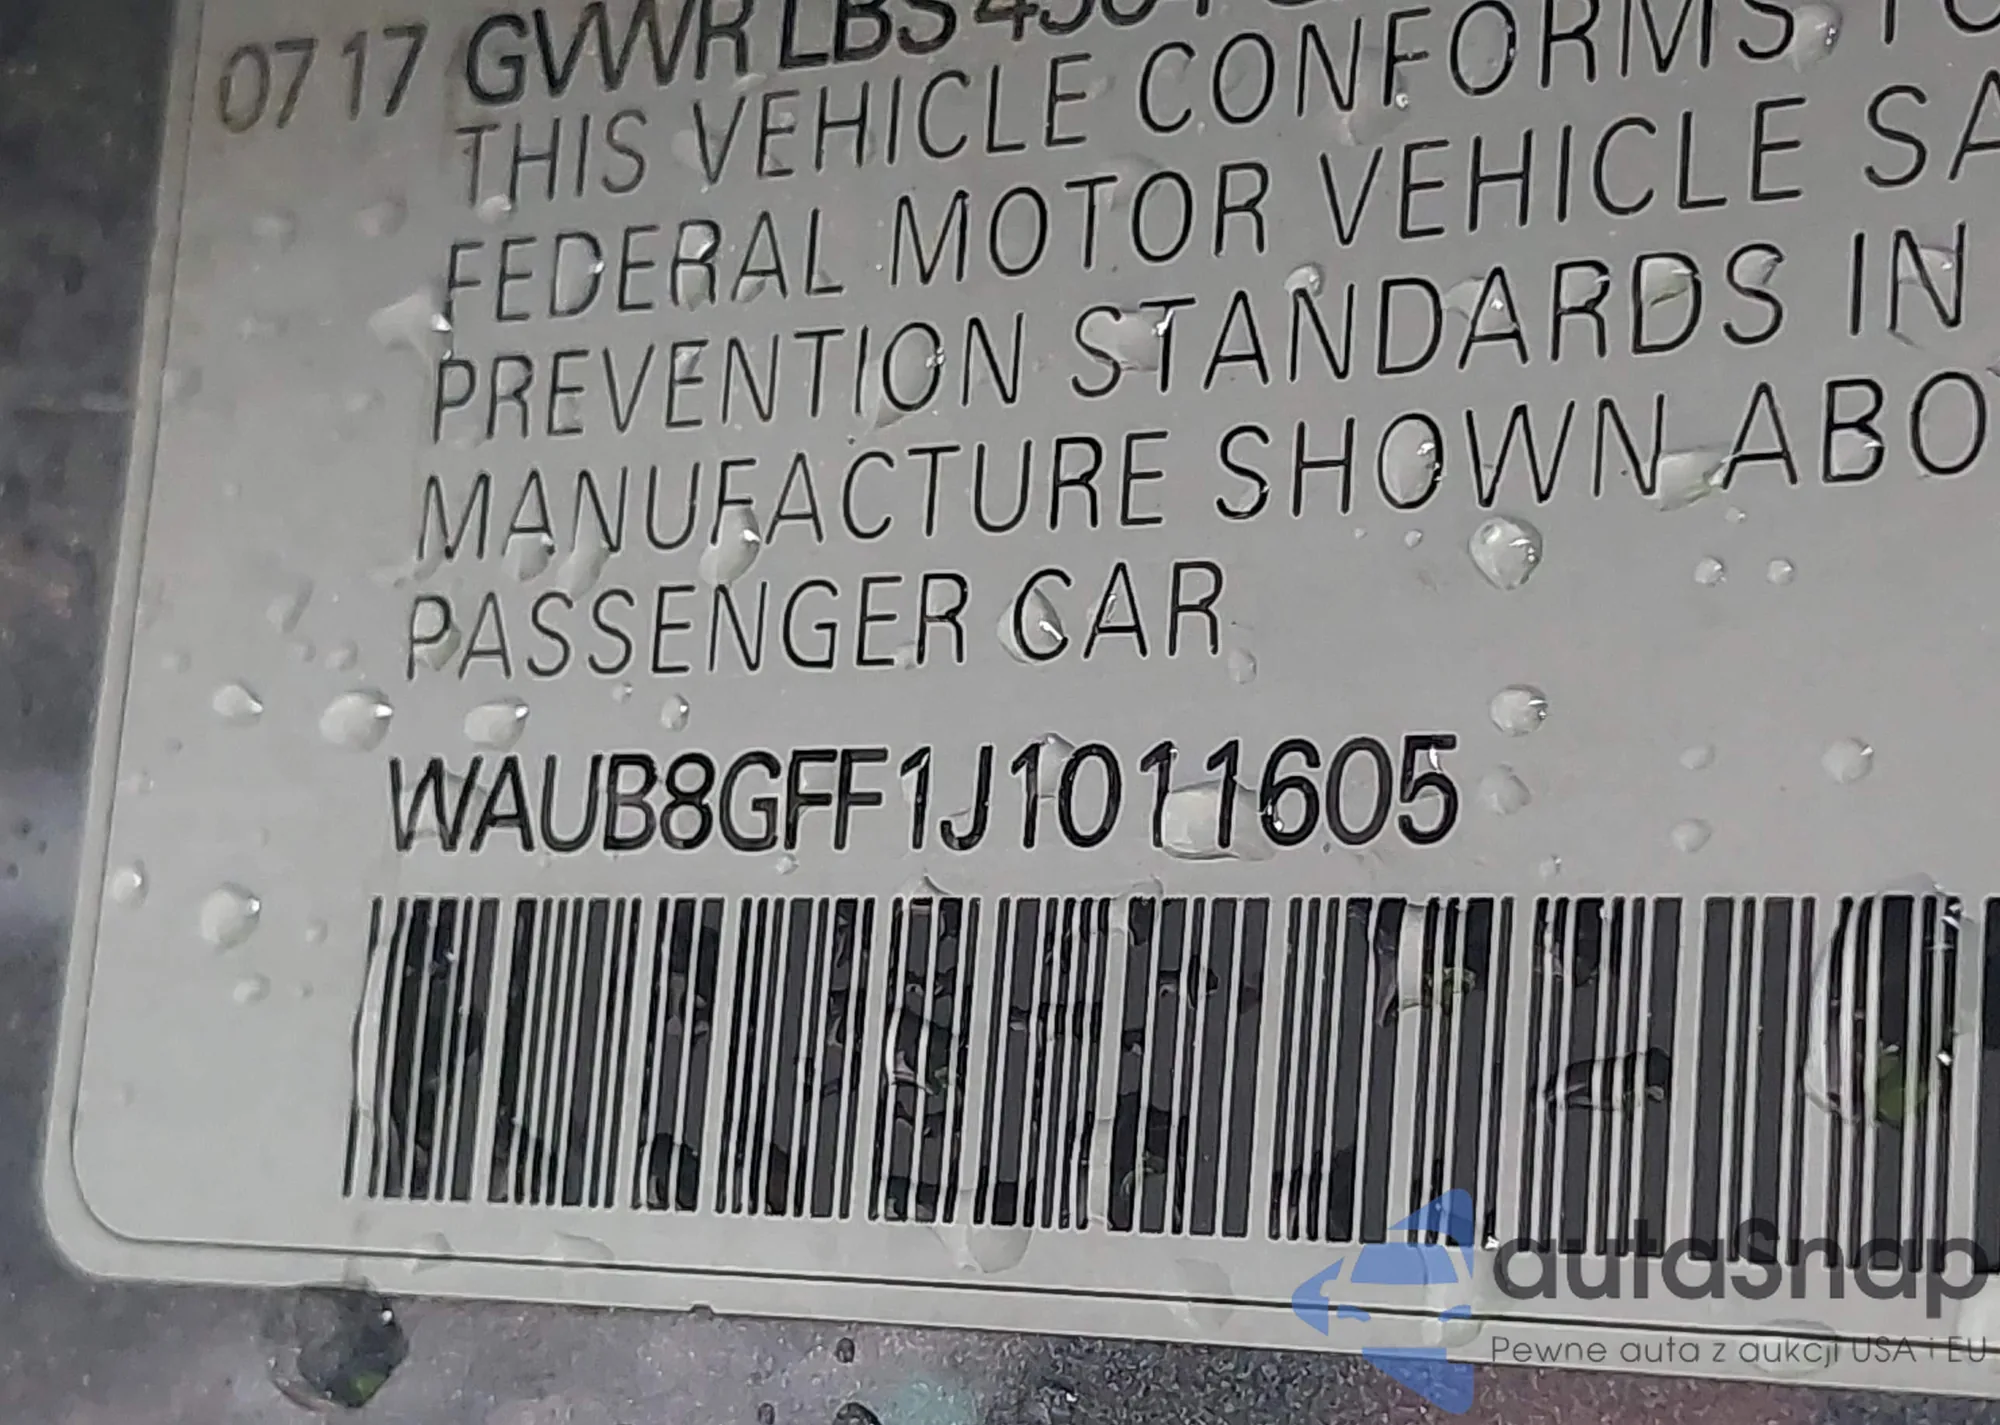 07 17 GVWR LBS
THIS VEHICLE CONFORMS
FEDERAL MOTOR VEHICLE
PREVENTION STANDARDS IN
MANUFACTURE SHOWN
PASSENGER CAR
WAUB8GFF1J1011605
autaSnap
Pewne auta z aukcji USA i EU